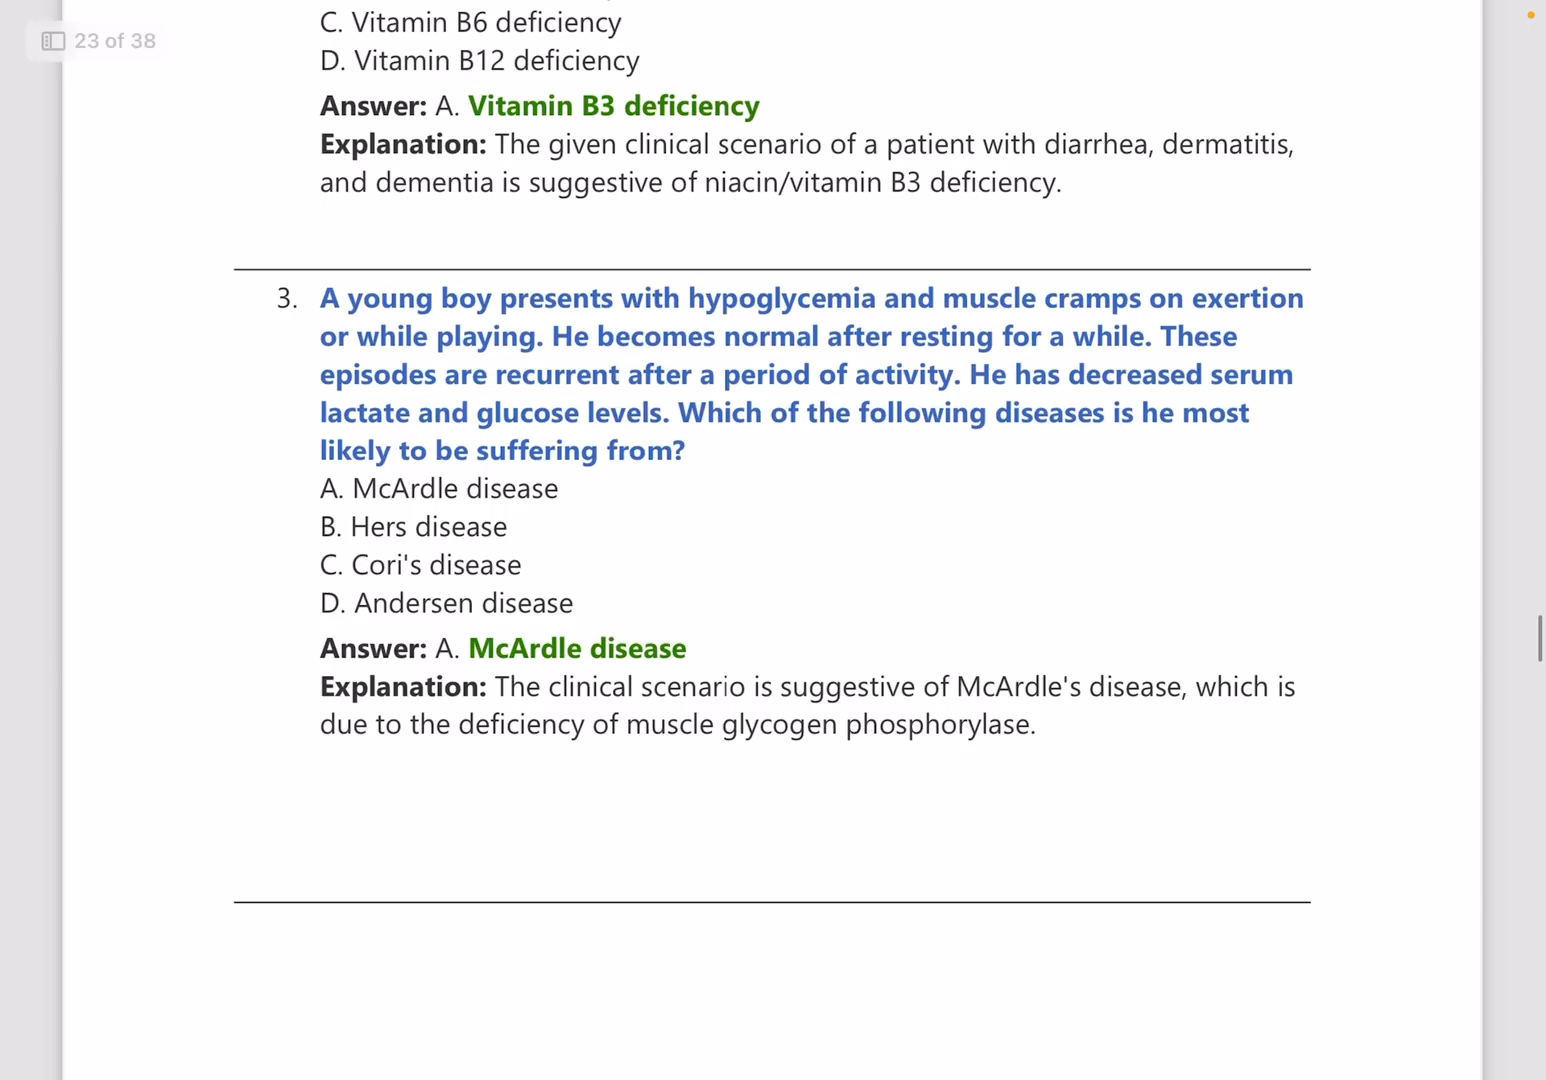 C. Vitamin B6 deficiency
23 of 38
D. Vitamin B12 deficiency
Answer: A. Vitamin B3 deficiency
Explanation: The given clinical scenario of a patient with diarrhea, dermatitis,
and dementia is suggestive of niacin/vitamin B3 deficiency.
3. A young boy presents with hypoglycemia and muscle cramps on exertion
or while playing. He becomes normal after resting for a while. These
episodes are recurrent after a period of activity. He has decreased serum
lactate and glucose levels. Which of the following diseases is he most
likely to be suffering from?
A. McArdle disease
B. Hers disease
C. Cori's disease
D. Andersen disease
Answer: A. McArdle disease
Explanation: The clinical scenario is suggestive of McArdle's disease, which is
due to the deficiency of muscle glycogen phosphorylase.